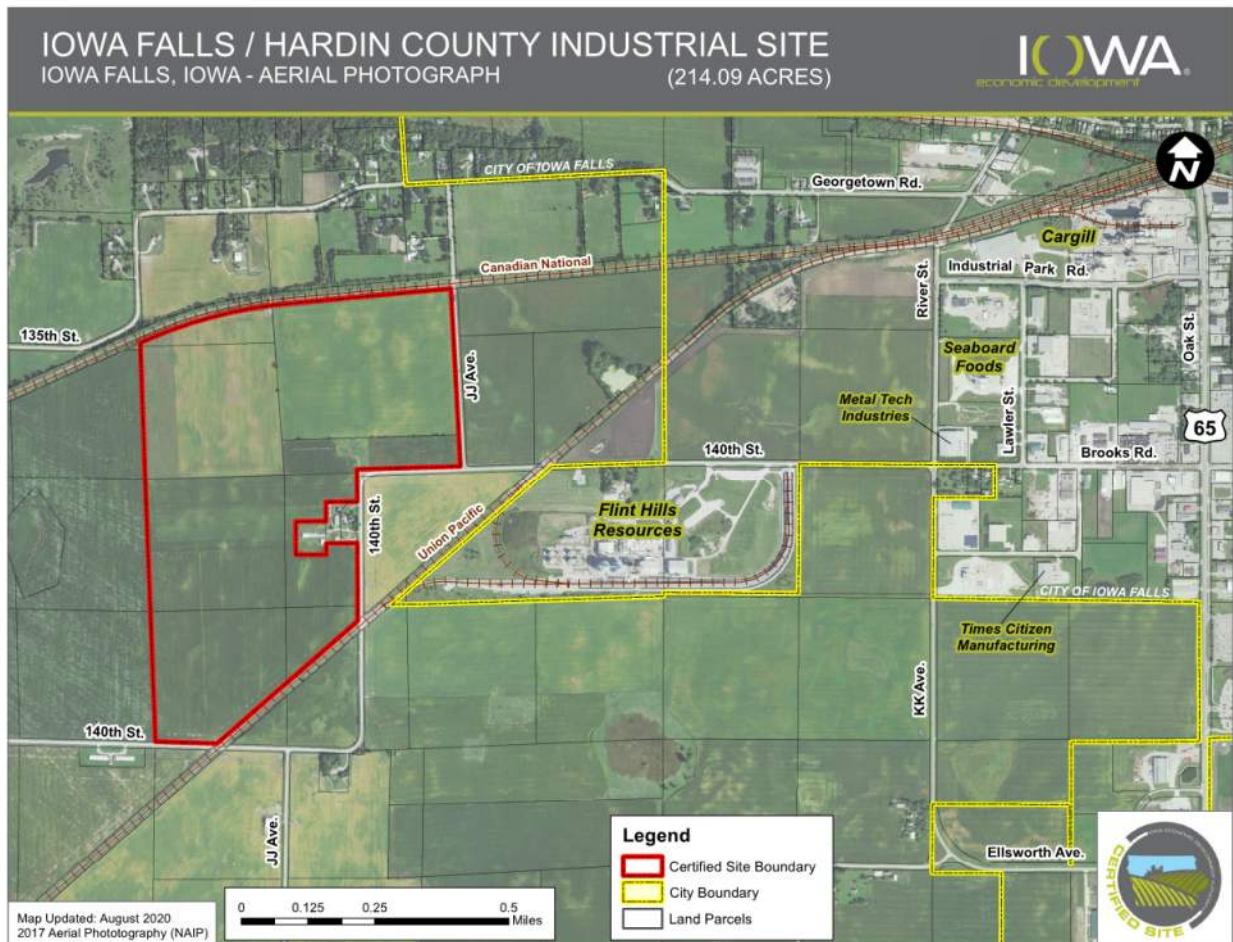 IOWA FALLS / HARDIN COUNTY INDUSTRIAL SITE
IOWA FALLS, IOWA - AERIAL PHOTOGRAPH
(214.09 ACRES)
IOWA
economic development
CITY OF IOWA FALLS
Georgetown Rd.
N
Canadian National
Cargill
River St.
Industrial Park Rd.
135th St.
JJ Ave.
Oak St.
Seaboard
Foods
Lawler St.
Metal Tech
Industries
65
140th St.
Brooks Rd.
140th St.
Union Pacific
Flint Hills
Resources
CITY OF IOWA FALLS
Times Citizen
Manufacturing
KK Ave.
140th St.
JJ Ave.
Ellsworth Ave.
Legend
Certified Site Boundary
City Boundary
Land Parcels
0 0.125 0.25 0.5
Miles
Map Updated: August 2020
2017 Aerial Phototography (NAIP)
CERTIFIED SITE